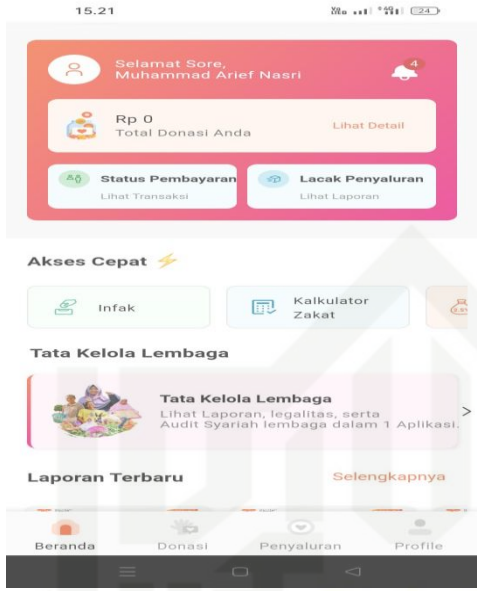 15.21
24
Selamat Sore,
Muhammad Arief Nasri
4
Rp 0
Total Donasi Anda
Lihat Detail
Status Pembayaran
Lihat Transaksi
Lacak Penyaluran
Lihat Laporan
Akses Cepat
Infak
Kalkulator
Zakat
Tata Kelola Lembaga
Tata Kelola Lembaga
Lihat Laporan, legalitas, serta
Audit Syariah lembaga dalam 1 Aplikasi.
Laporan Terbaru
Selengkapnya
Beranda
Donasi
Penyaluran
Profile